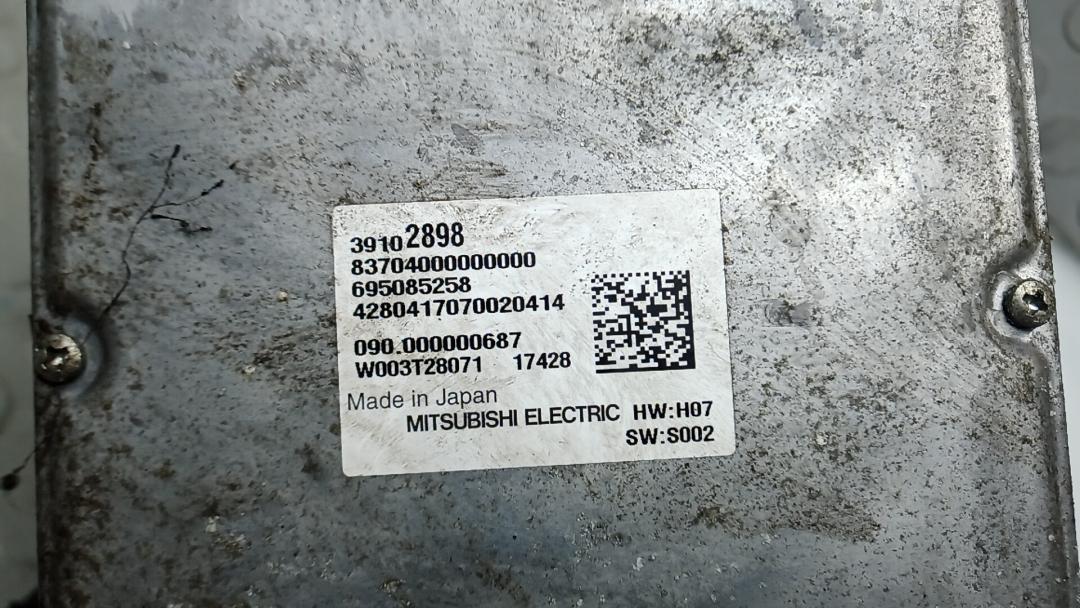 39102898
83704000000000
695085258
4280417070020414
090.000000687
W003T28071 17428
Made in Japan
MITSUBISHI ELECTRIC HW:H07
SW:S002